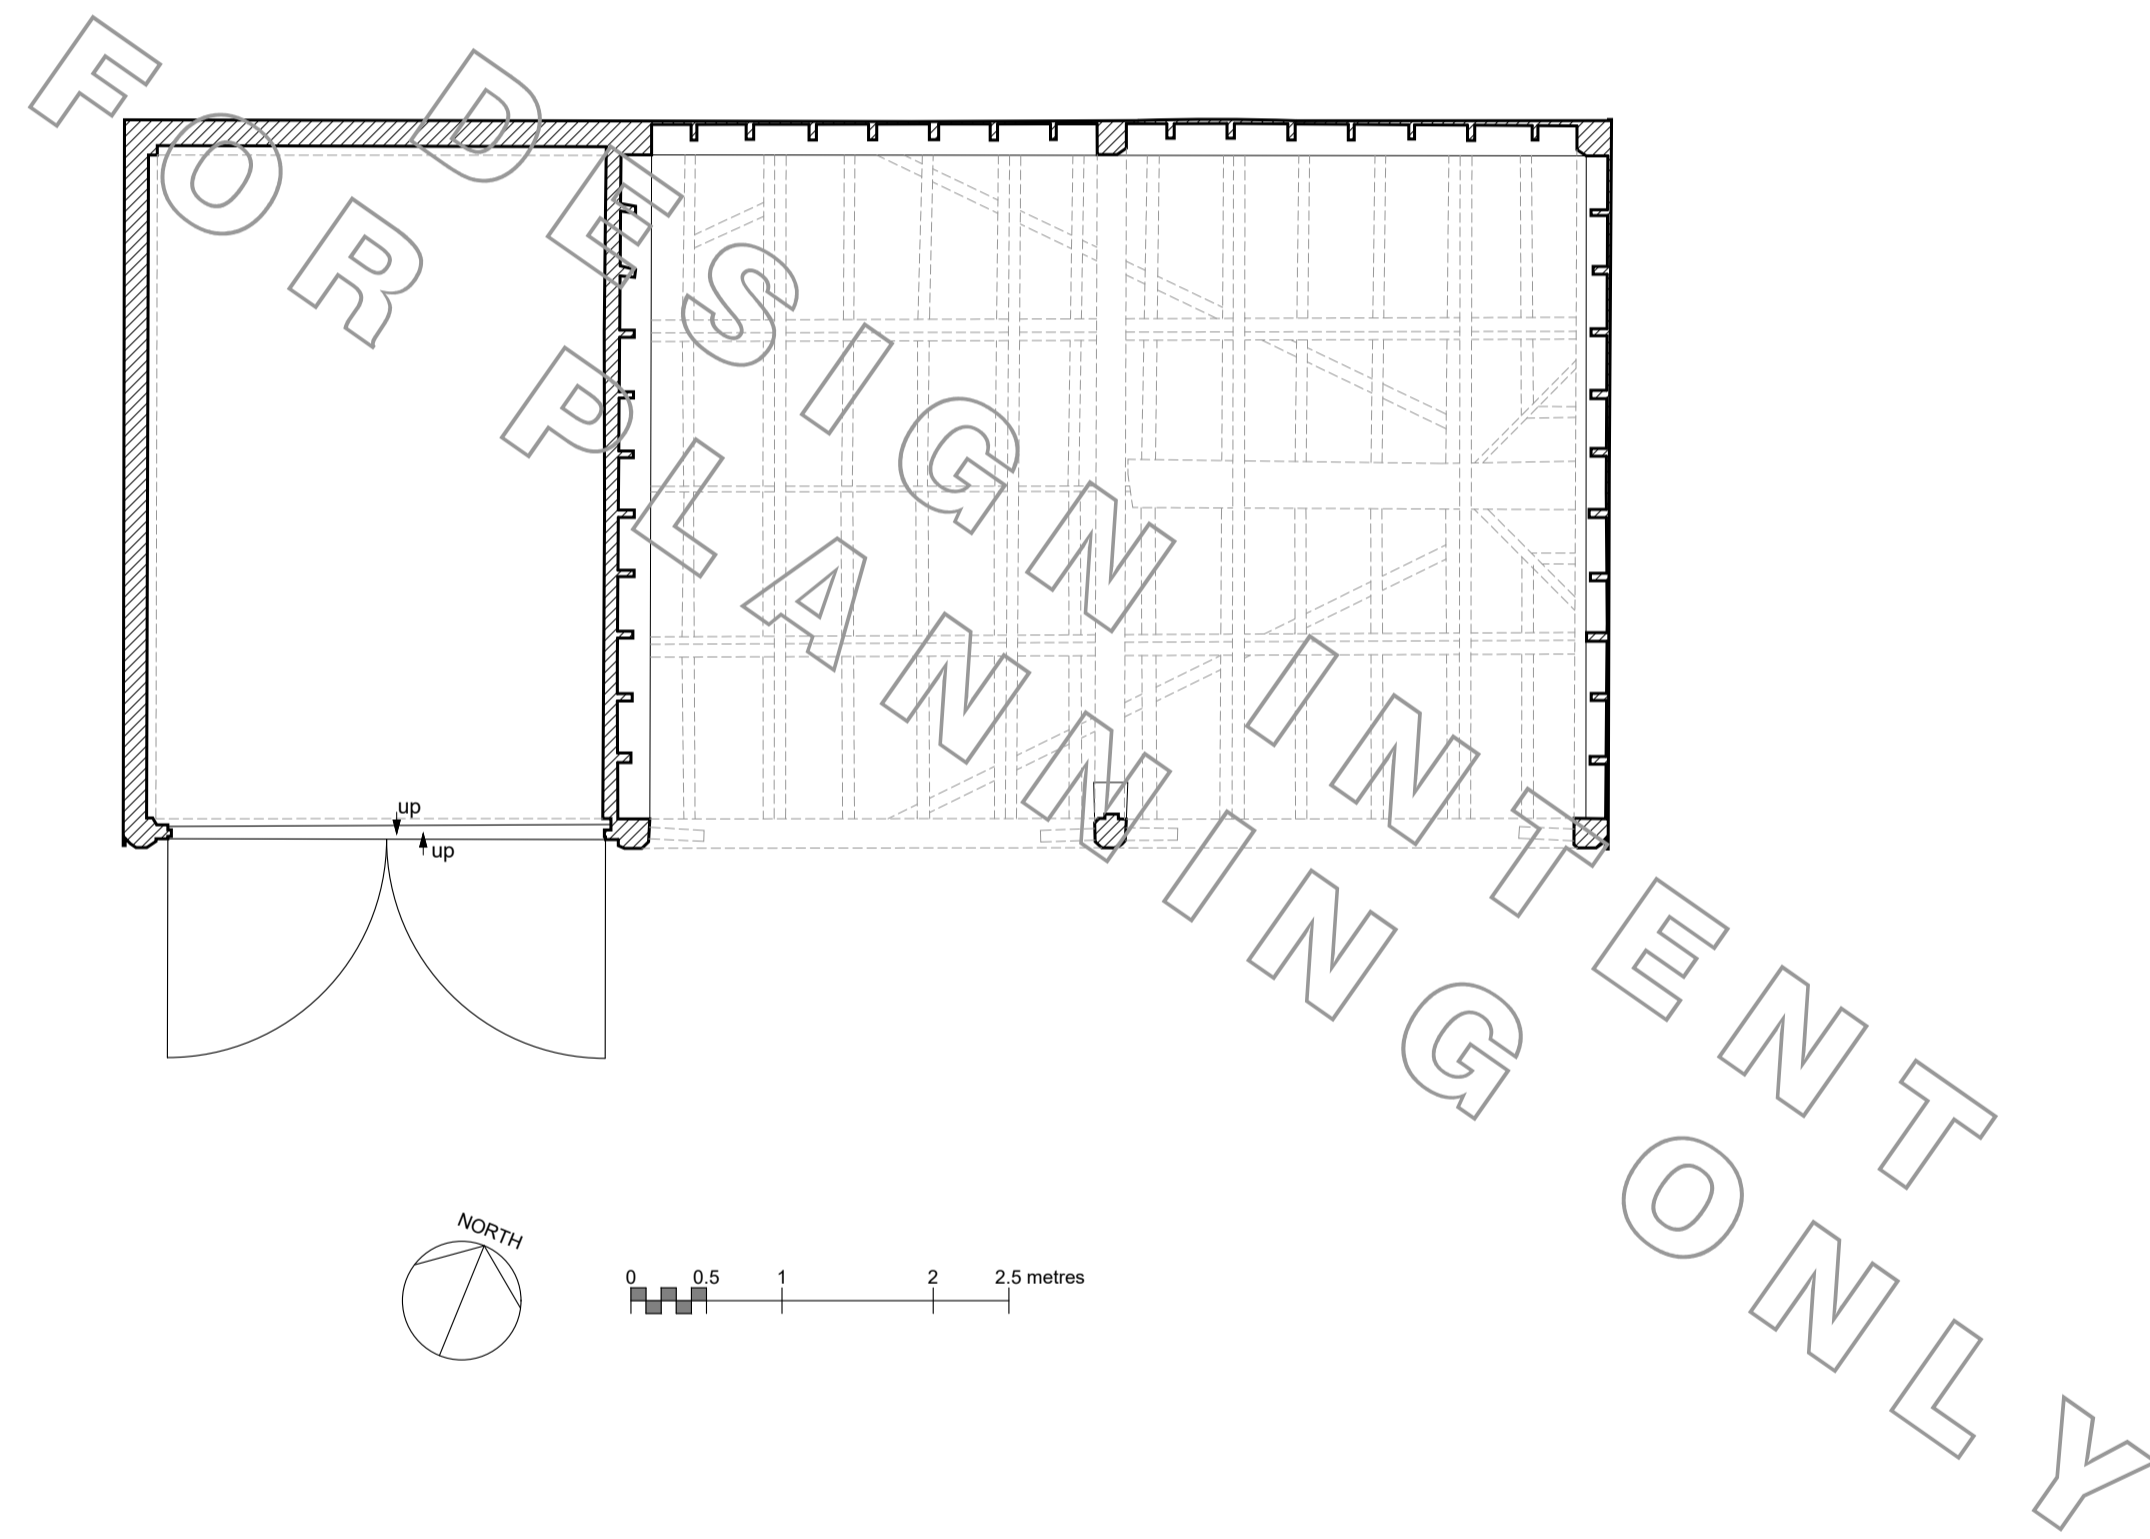 FOR DESIGN INTENT
FOR PLANNING ONLY
up
up
NORTH
0 0.5 1 2 2.5 metres